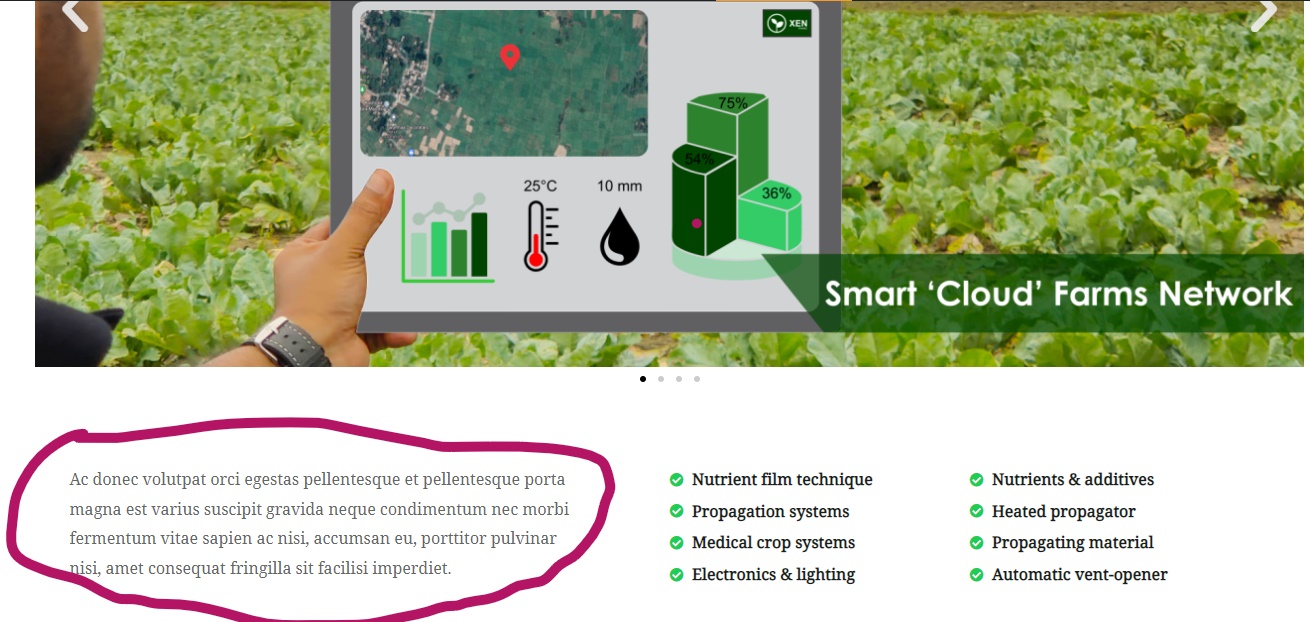 XEN
75%
54%
36%
25°C
10 mm
Smart ‘Cloud’ Farms Network
Ac donec volutpat orci egestas pellentesque et pellentesque porta
magna est varius suscipit gravida neque condimentum nec morbi
fermentum vitae sapien ac nisi, accumsan eu, porttitor pulvinar
nisi, amet consequat fringilla sit facilisi imperdiet.
Nutrient film technique
Propagation systems
Medical crop systems
Electronics & lighting
Nutrients & additives
Heated propagator
Propagating material
Automatic vent-opener